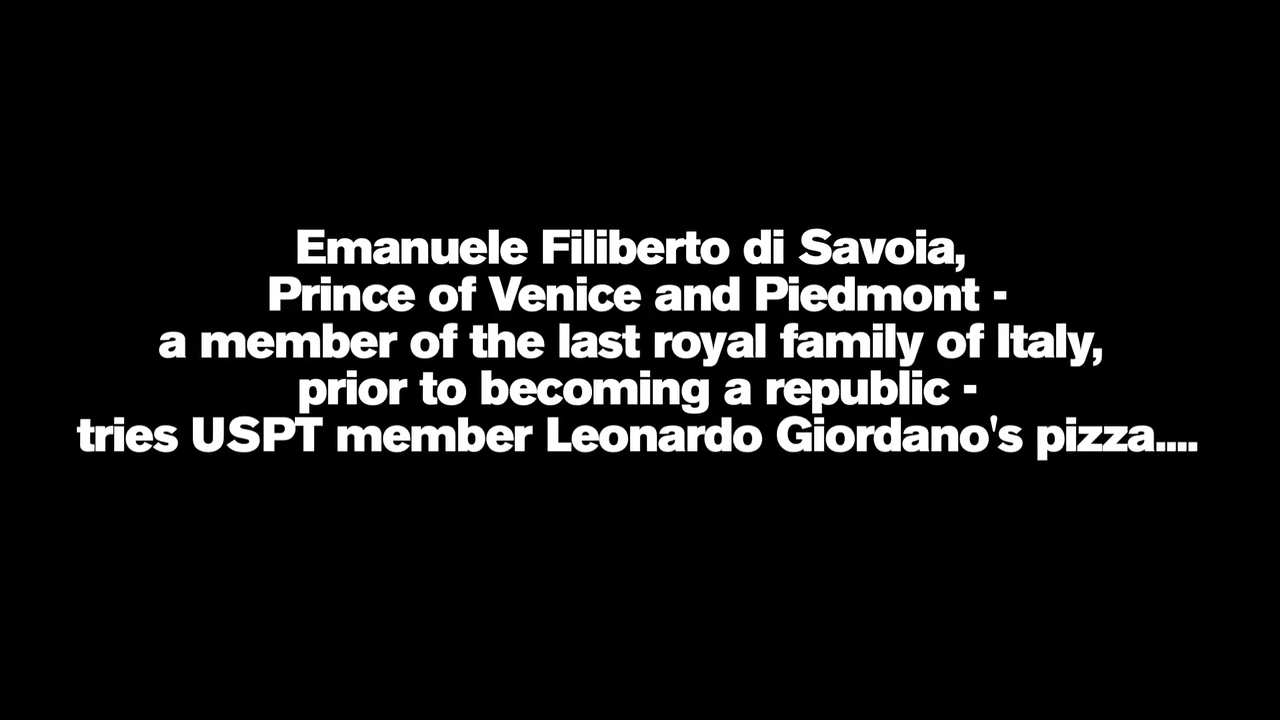 Emanuele Filiberto di Savoia,
Prince of Venice and Piedmont -
a member of the last royal family of Italy,
prior to becoming a republic -
tries USPT member Leonardo Giordano's pizza....